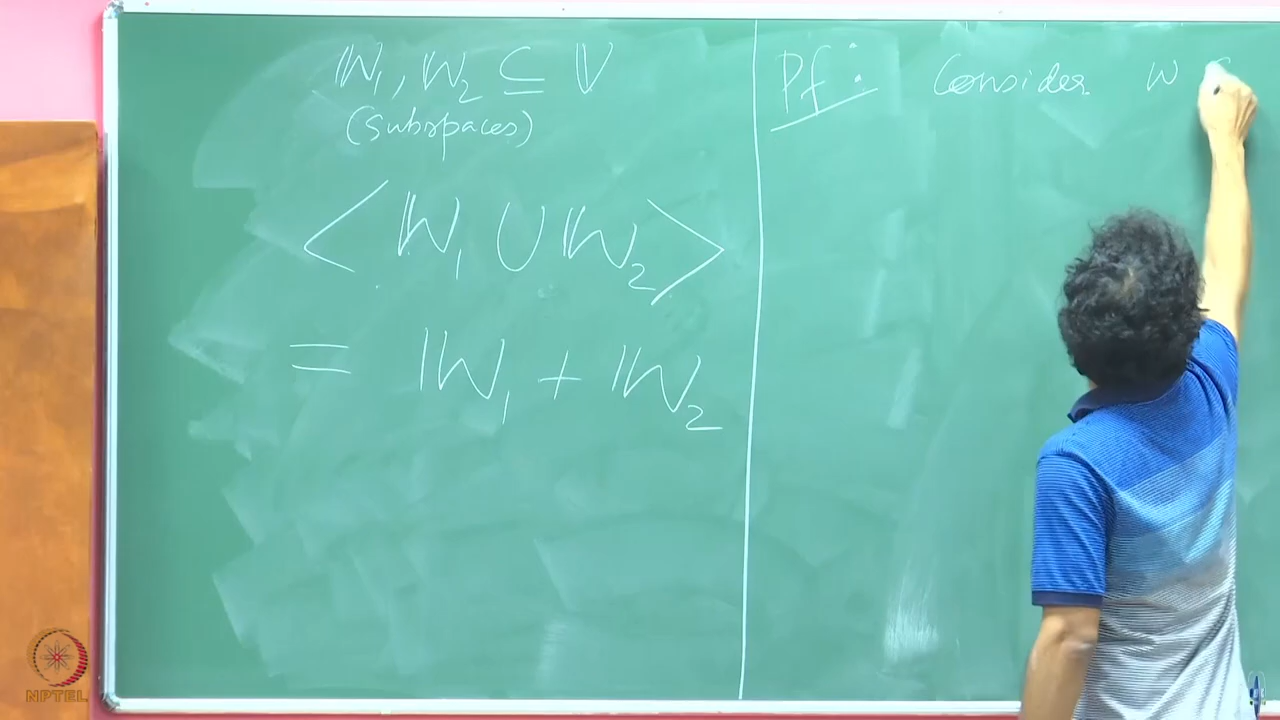 𝕎₁, 𝕎₂ ⊆ 𝕍
(subspaces)
< 𝕎₁ ∪ 𝕎₂ >
= 𝕎₁ + 𝕎₂
Pf: Consider w
NPTEL